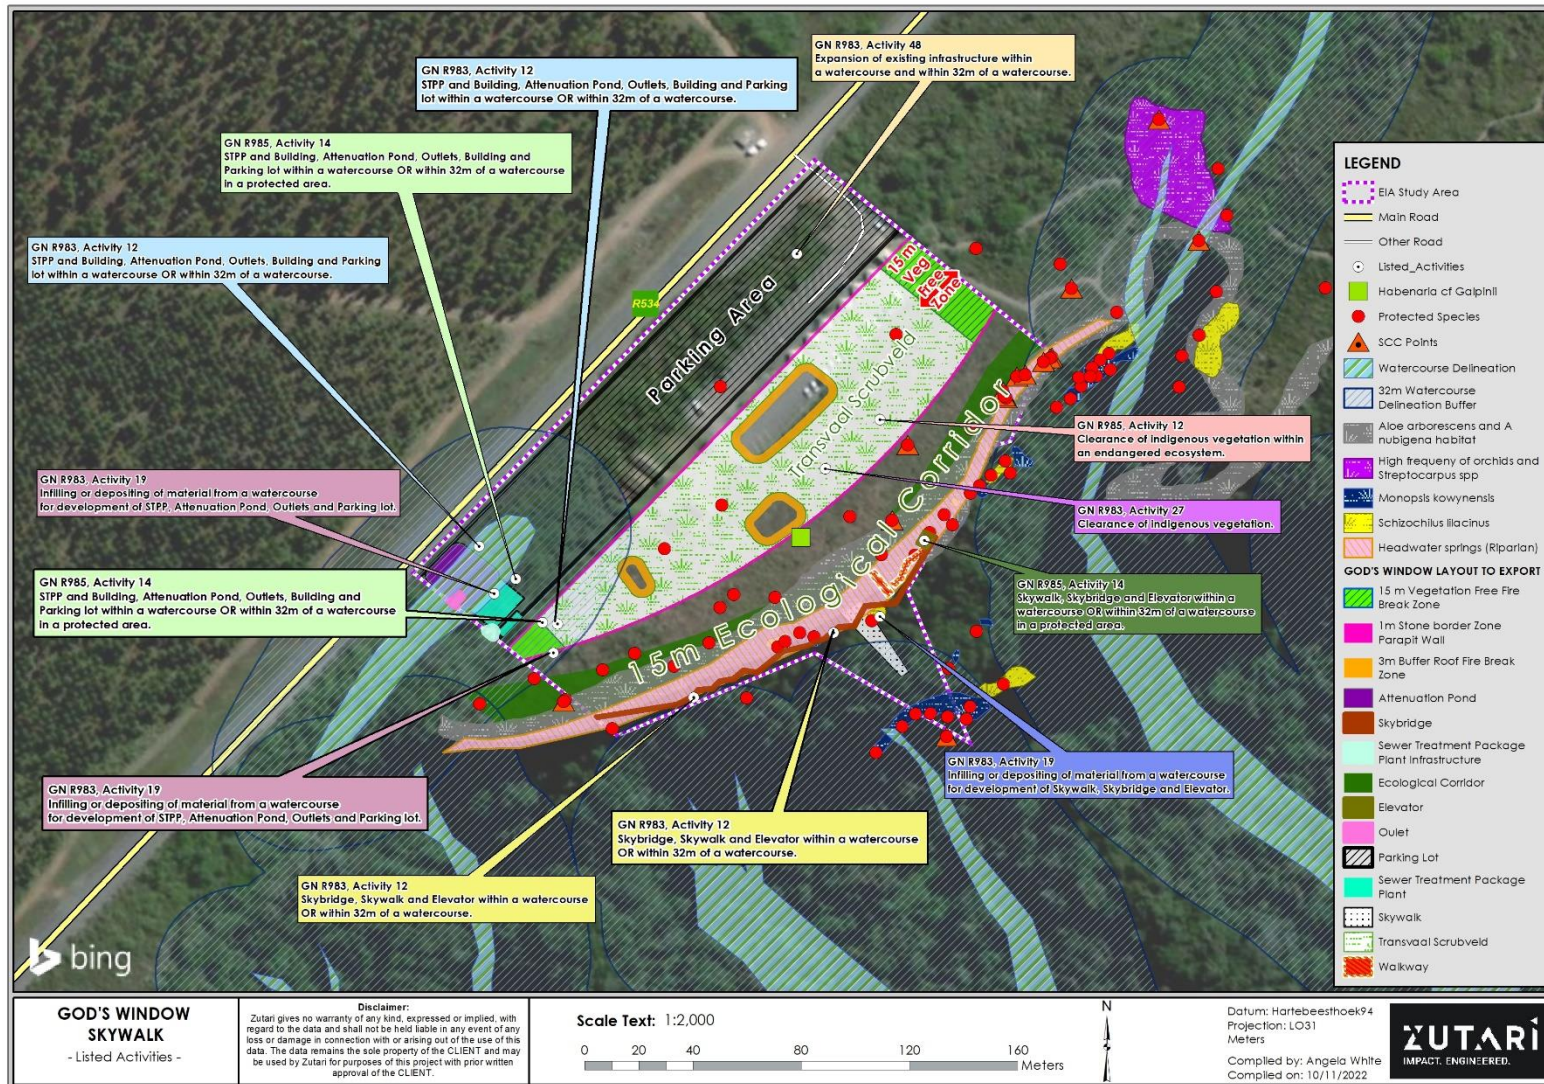 GN R983, Activity 48
Expansion of existing infrastructure within
a watercourse and within 32m of a watercourse.
GN R983, Activity 12
STPP and Building, Attenuation Pond, Outlets, Building and Parking
lot within a watercourse OR within 32m of a watercourse.
GN R985, Activity 14
STPP and Building, Attenuation Pond, Outlets, Building and
Parking lot within a watercourse OR within 32m of a watercourse
in a protected area.
GN R983, Activity 12
STPP and Building, Attenuation Pond, Outlets, Building and Parking
lot within a watercourse OR within 32m of a watercourse.
R534
Parking Area
15 m
Veg
Free
Zone
Transvaal Scrubveld
15m Ecological Corridor
GN R985, Activity 12
Clearance of indigenous vegetation within
an endangered ecosystem.
GN R983, Activity 19
Infilling or depositing of material from a watercourse
for development of STPP, Attenuation Pond, Outlets and Parking lot.
GN R983, Activity 27
Clearance of indigenous vegetation.
GN R985, Activity 14
STPP and Building, Attenuation Pond, Outlets, Building and
Parking lot within a watercourse OR within 32m of a watercourse
in a protected area.
GN R985, Activity 14
Skywalk, Skybridge and Elevator within a
watercourse OR within 32m of a watercourse
in a protected area.
GN R983, Activity 19
Infilling or depositing of material from a watercourse
for development of STPP, Attenuation Pond, Outlets and Parking lot.
GN R983, Activity 19
Infilling or depositing of material from a watercourse
for development of Skywalk, Skybridge and Elevator.
GN R983, Activity 12
Skybridge, Skywalk and Elevator within a watercourse
OR within 32m of a watercourse.
GN R983, Activity 12
Skybridge, Skywalk and Elevator within a watercourse
OR within 32m of a watercourse.
bing
LEGEND
EIA Study Area
Main Road
Other Road
Listed_Activities
Habenaria cf Galpinii
Protected Species
SCC Points
Watercourse Delineation
32m Watercourse
Delineation Buffer
Aloe arborescens and A
nubigena habitat
High frequeny of orchids and
Streptocarpus spp
Monopsis kowynensis
Schizochilus lilacinus
Headwater springs (Riparian)
GOD'S WINDOW LAYOUT TO EXPORT
15 m Vegetation Free Fire
Break Zone
1m Stone border Zone
Parapit Wall
3m Buffer Roof Fire Break
Zone
Attenuation Pond
Skybridge
Sewer Treatment Package
Plant Infrastructure
Ecological Corridor
Elevator
Oulet
Parking Lot
Sewer Treatment Package
Plant
Skywalk
Transvaal Scrubveld
Walkway
GOD'S WINDOW
SKYWALK
- Listed Activities -
Disclaimer:
Zutari gives no warranty of any kind, expressed or implied, with
regard to the data and shall not be held liable in any event of any
loss or damage in connection with or arising out of the use of this
data. The data remains the sole property of the CLIENT and may
be used by Zutari for purposes of this project with prior written
approval of the CLIENT.
Scale Text: 1:2,000
0 20 40 80 120 160
Meters
N
Datum: Hartebeesthoek94
Projection: LO31
Meters
Compiled by: Angela White
Compiled on: 10/11/2022
ZUTARI
IMPACT. ENGINEERED.